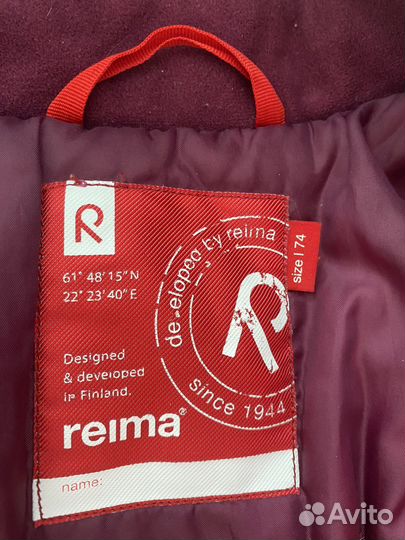 R
61° 48' 15" N
22° 23' 40" E
Designed
& developed
in Finland.
reima®
name:
developed by reima
R
since 1944
size | 74
Avito